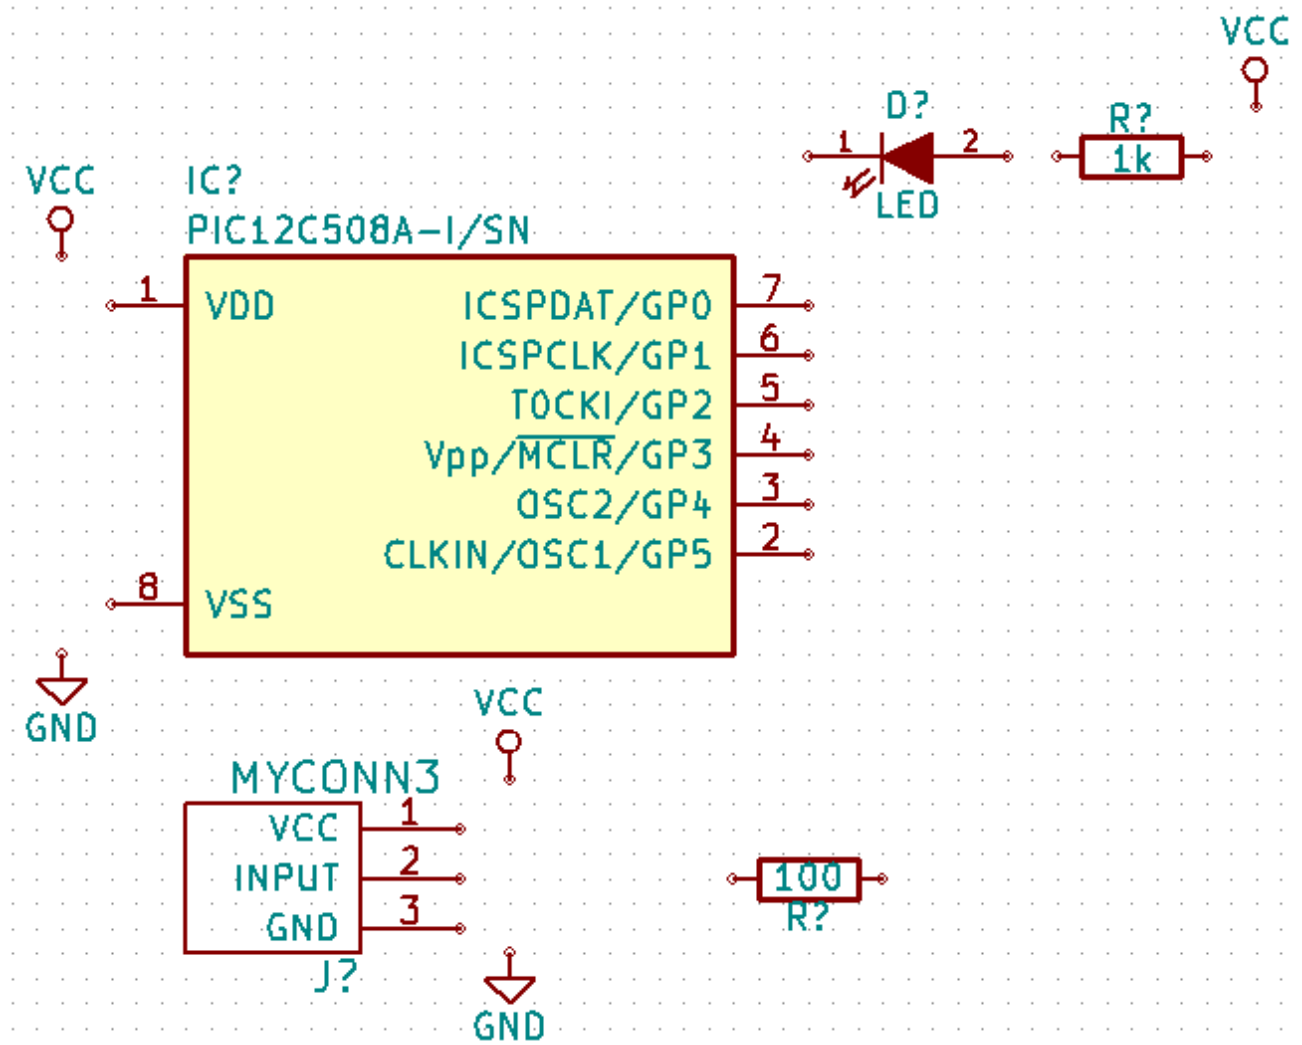 VCC
D?
R?
1
2
1k
LED
VCC
IC?
PIC12C508A-I/SN
1
VDD
ICSPDAT/GP0
7
ICSPCLK/GP1
6
T0CKI/GP2
5
Vpp/MCLR/GP3
4
OSC2/GP4
3
CLKIN/OSC1/GP5
2
8
VSS
GND
VCC
MYCONN3
VCC
1
INPUT
2
GND
3
J?
100
R?
GND